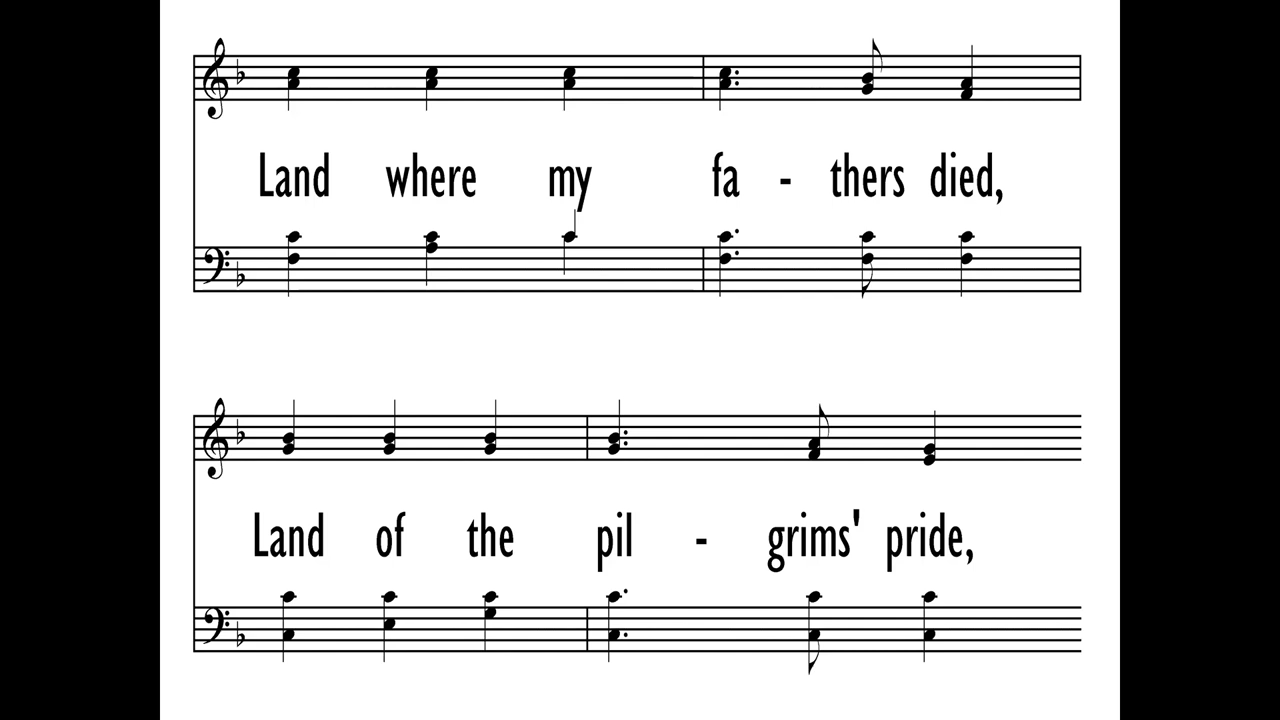 Land where my fa - thers died,
Land of the pil - grims' pride,